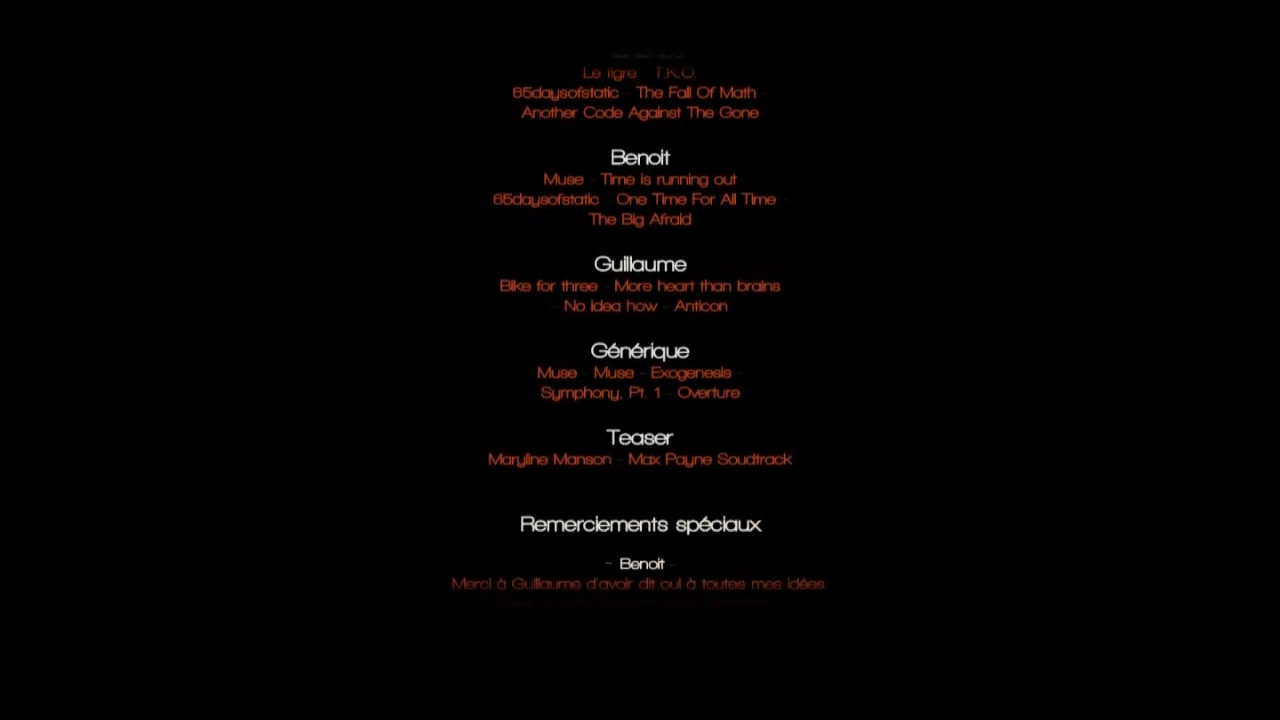 Le tigre - T.K.O.
65daysofstatic - The Fall Of Math -
Another Code Against The Gone
Benoit
Muse - Time is running out
65daysofstatic - One Time For All Time -
The Big Afraid
Guillaume
Bike for three - More heart than brains
- No idea how - Anticon
Générique
Muse - Muse - Exogenesis -
Symphony, Pt. 1 - Overture
Teaser
Maryline Manson - Max Payne Soudtrack
Remerciements spéciaux
- Benoit -
Merci à Guillaume d'avoir dit oui à toutes mes idées